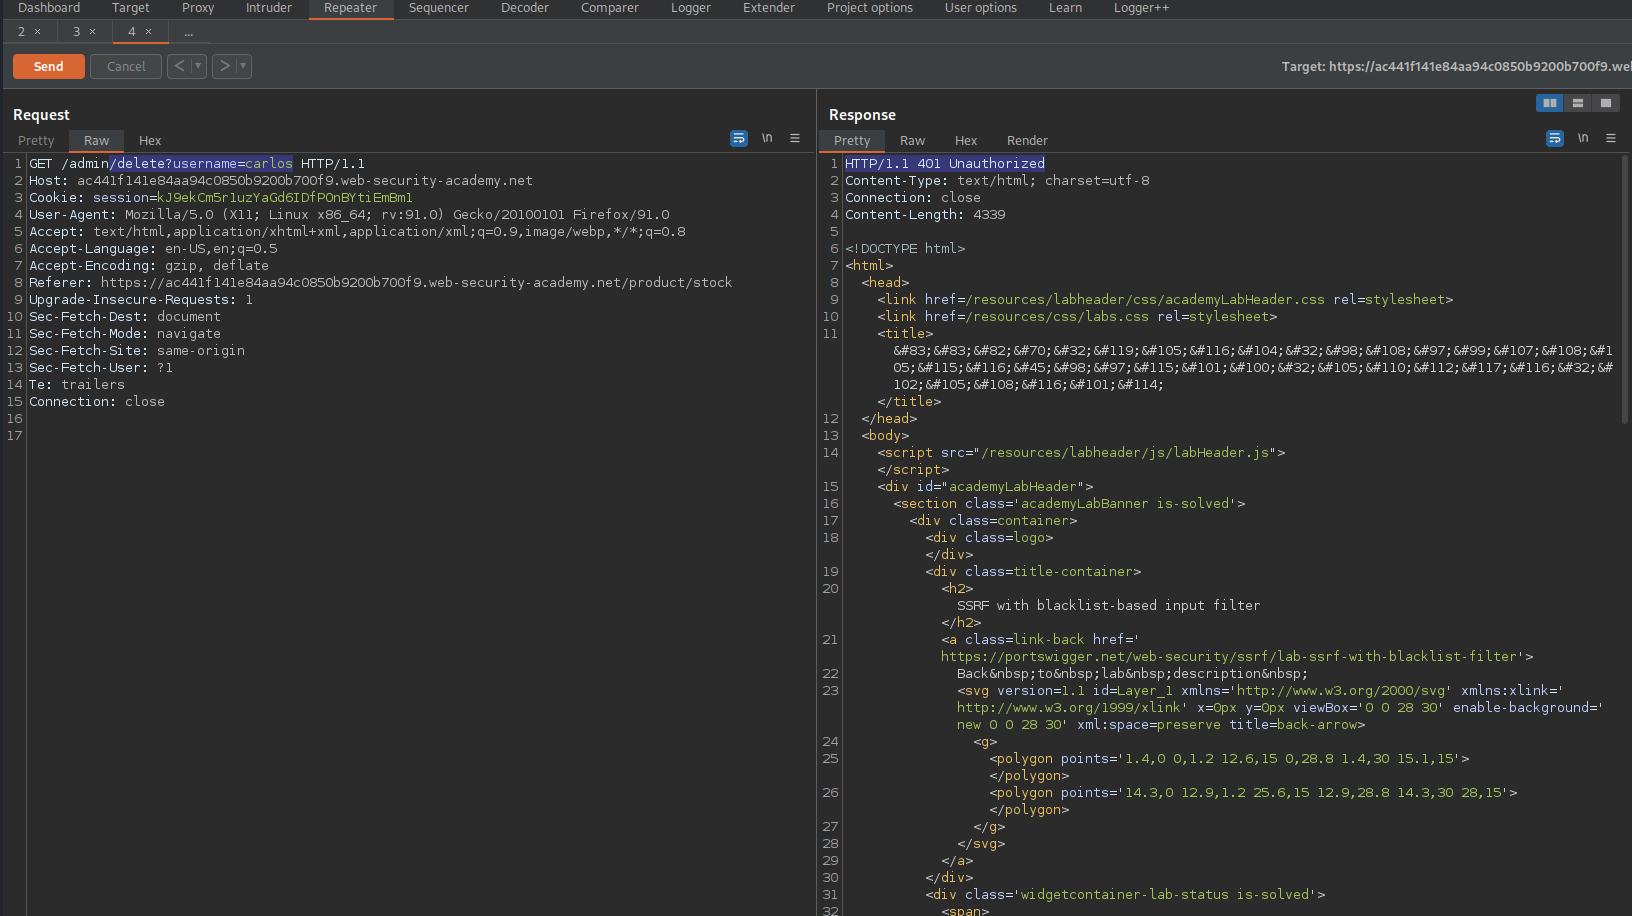 Dashboard Target Proxy Intruder Repeater Sequencer Decoder Comparer Logger Extender Project options User options Learn Logger++
2 × 3 × 4 × ...
Send Cancel < > Target: https://ac441f141e84aa94c0850b9200b700f9.we
Request
Pretty Raw Hex \n
1 GET /admin/delete?username=carlos HTTP/1.1
2 Host: ac441f141e84aa94c0850b9200b700f9.web-security-academy.net
3 Cookie: session=kJ9ekCm5r1uzYaGd6IDfPOnBYtiEmBm1
4 User-Agent: Mozilla/5.0 (X11; Linux x86_64; rv:91.0) Gecko/20100101 Firefox/91.0
5 Accept: text/html,application/xhtml+xml,application/xml;q=0.9,image/webp,*/*;q=0.8
6 Accept-Language: en-US,en;q=0.5
7 Accept-Encoding: gzip, deflate
8 Referer: https://ac441f141e84aa94c0850b9200b700f9.web-security-academy.net/product/stock
9 Upgrade-Insecure-Requests: 1
10 Sec-Fetch-Dest: document
11 Sec-Fetch-Mode: navigate
12 Sec-Fetch-Site: same-origin
13 Sec-Fetch-User: ?1
14 Te: trailers
15 Connection: close
16
17
Response
Pretty Raw Hex Render \n
1 HTTP/1.1 401 Unauthorized
2 Content-Type: text/html; charset=utf-8
3 Connection: close
4 Content-Length: 4339
5
6 <!DOCTYPE html>
7 <html>
8 <head>
9 <link href=/resources/labheader/css/academyLabHeader.css rel=stylesheet>
10 <link href=/resources/css/labs.css rel=stylesheet>
11 <title>
&#83;&#83;&#82;&#70;&#32;&#119;&#105;&#116;&#104;&#32;&#98;&#108;&#97;&#99;&#107;&#108;&#1
05;&#115;&#116;&#45;&#98;&#97;&#115;&#101;&#100;&#32;&#105;&#110;&#112;&#117;&#116;&#32;&#
102;&#105;&#108;&#116;&#101;&#114;
</title>
12 </head>
13 <body>
14 <script src="/resources/labheader/js/labHeader.js">
</script>
15 <div id="academyLabHeader">
16 <section class='academyLabBanner is-solved'>
17 <div class=container>
18 <div class=logo>
</div>
19 <div class=title-container>
20 <h2>
SSRF with blacklist-based input filter
</h2>
21 <a class=link-back href='
https://portswigger.net/web-security/ssrf/lab-ssrf-with-blacklist-filter'>
22 Back&nbsp;to&nbsp;lab&nbsp;description&nbsp;
23 <svg version=1.1 id=Layer_1 xmlns='http://www.w3.org/2000/svg' xmlns:xlink='
http://www.w3.org/1999/xlink' x=0px y=0px viewBox='0 0 28 30' enable-background='
new 0 0 28 30' xml:space=preserve title=back-arrow>
24 <g>
25 <polygon points='1.4,0 0,1.2 12.6,15 0,28.8 1.4,30 15.1,15'>
</polygon>
26 <polygon points='14.3,0 12.9,1.2 25.6,15 12.9,28.8 14.3,30 28,15'>
</polygon>
27 </g>
28 </svg>
29 </a>
30 </div>
31 <div class='widgetcontainer-lab-status is-solved'>
32 <span>